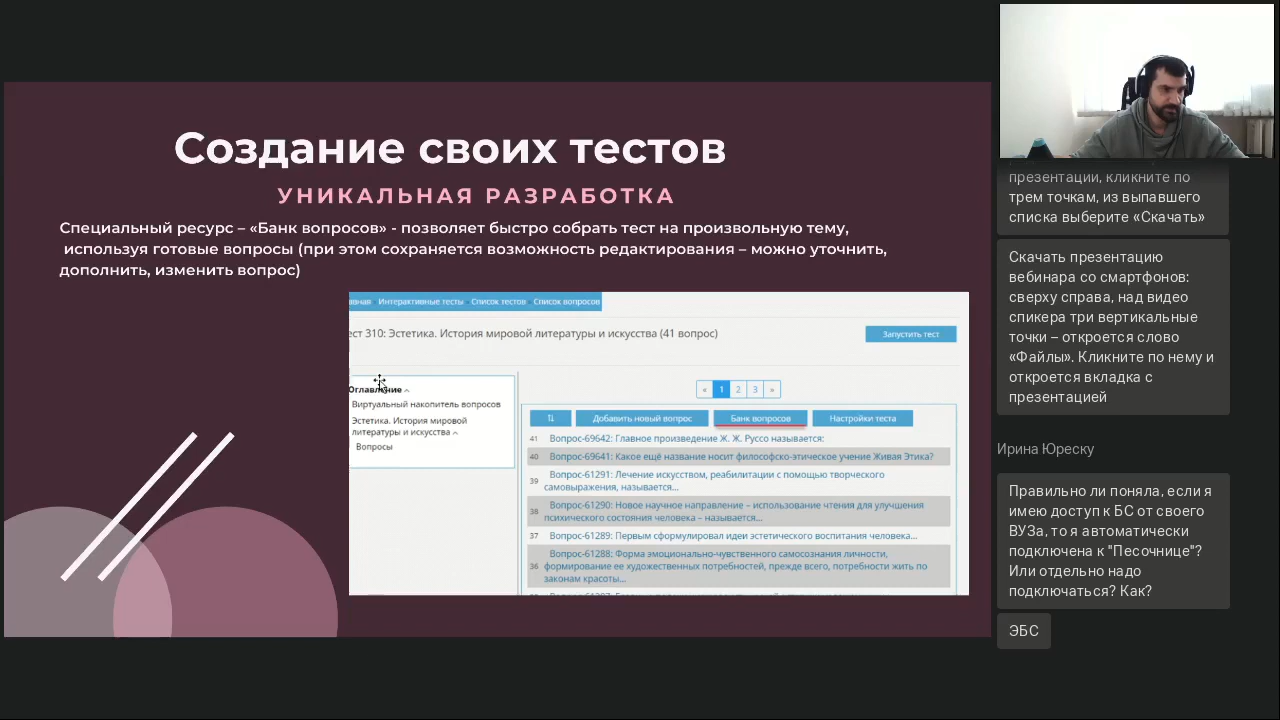 Создание своих тестов
УНИКАЛЬНАЯ РАЗРАБОТКА
Специальный ресурс – «Банк вопросов» - позволяет быстро собрать тест на произвольную тему,
используя готовые вопросы (при этом сохраняется возможность редактирования – можно уточнить,
дополнить, изменить вопрос)
авная Интерактивные тесты Список тестов Список вопросов
ест 310: Эстетика. История мировой литературы и искусства (41 вопрос)
Запустить тест
Оглавление
Виртуальный накопитель вопросов
Эстетика. История мировой
литературы и искусства
Вопросы
« 1 2 3 »
Добавить новый вопрос
Банк вопросов
Настройки теста
41 Вопрос-69642: Главное произведение Ж. Ж. Руссо называется:
40 Вопрос-69641: Какое ещё название носит философско-этическое учение Живая Этика?
39 Вопрос-61291: Лечение искусством, реабилитации с помощью творческого
самовыражения, называется...
38 Вопрос-61290: Новое научное направление – использование чтения для улучшения
психического состояния человека – называется...
37 Вопрос-61289: Первым сформулировал идеи эстетического воспитания человека...
36 Вопрос-61288: Форма эмоционально-чувственного самосознания личности,
формирование ее художественных потребностей, прежде всего, потребности жить по
законам красоты...
презентации, кликните по
трем точкам, из выпавшего
списка выберите «Скачать»
Скачать презентацию
вебинара со смартфонов:
сверху справа, над видео
спикера три вертикальные
точки – откроется слово
«Файлы». Кликните по нему и
откроется вкладка с
презентацией
Ирина Юреску
Правильно ли поняла, если я
имею доступ к БС от своего
ВУЗа, то я автоматически
подключена к "Песочнице"?
Или отдельно надо
подключаться? Как?
ЭБС